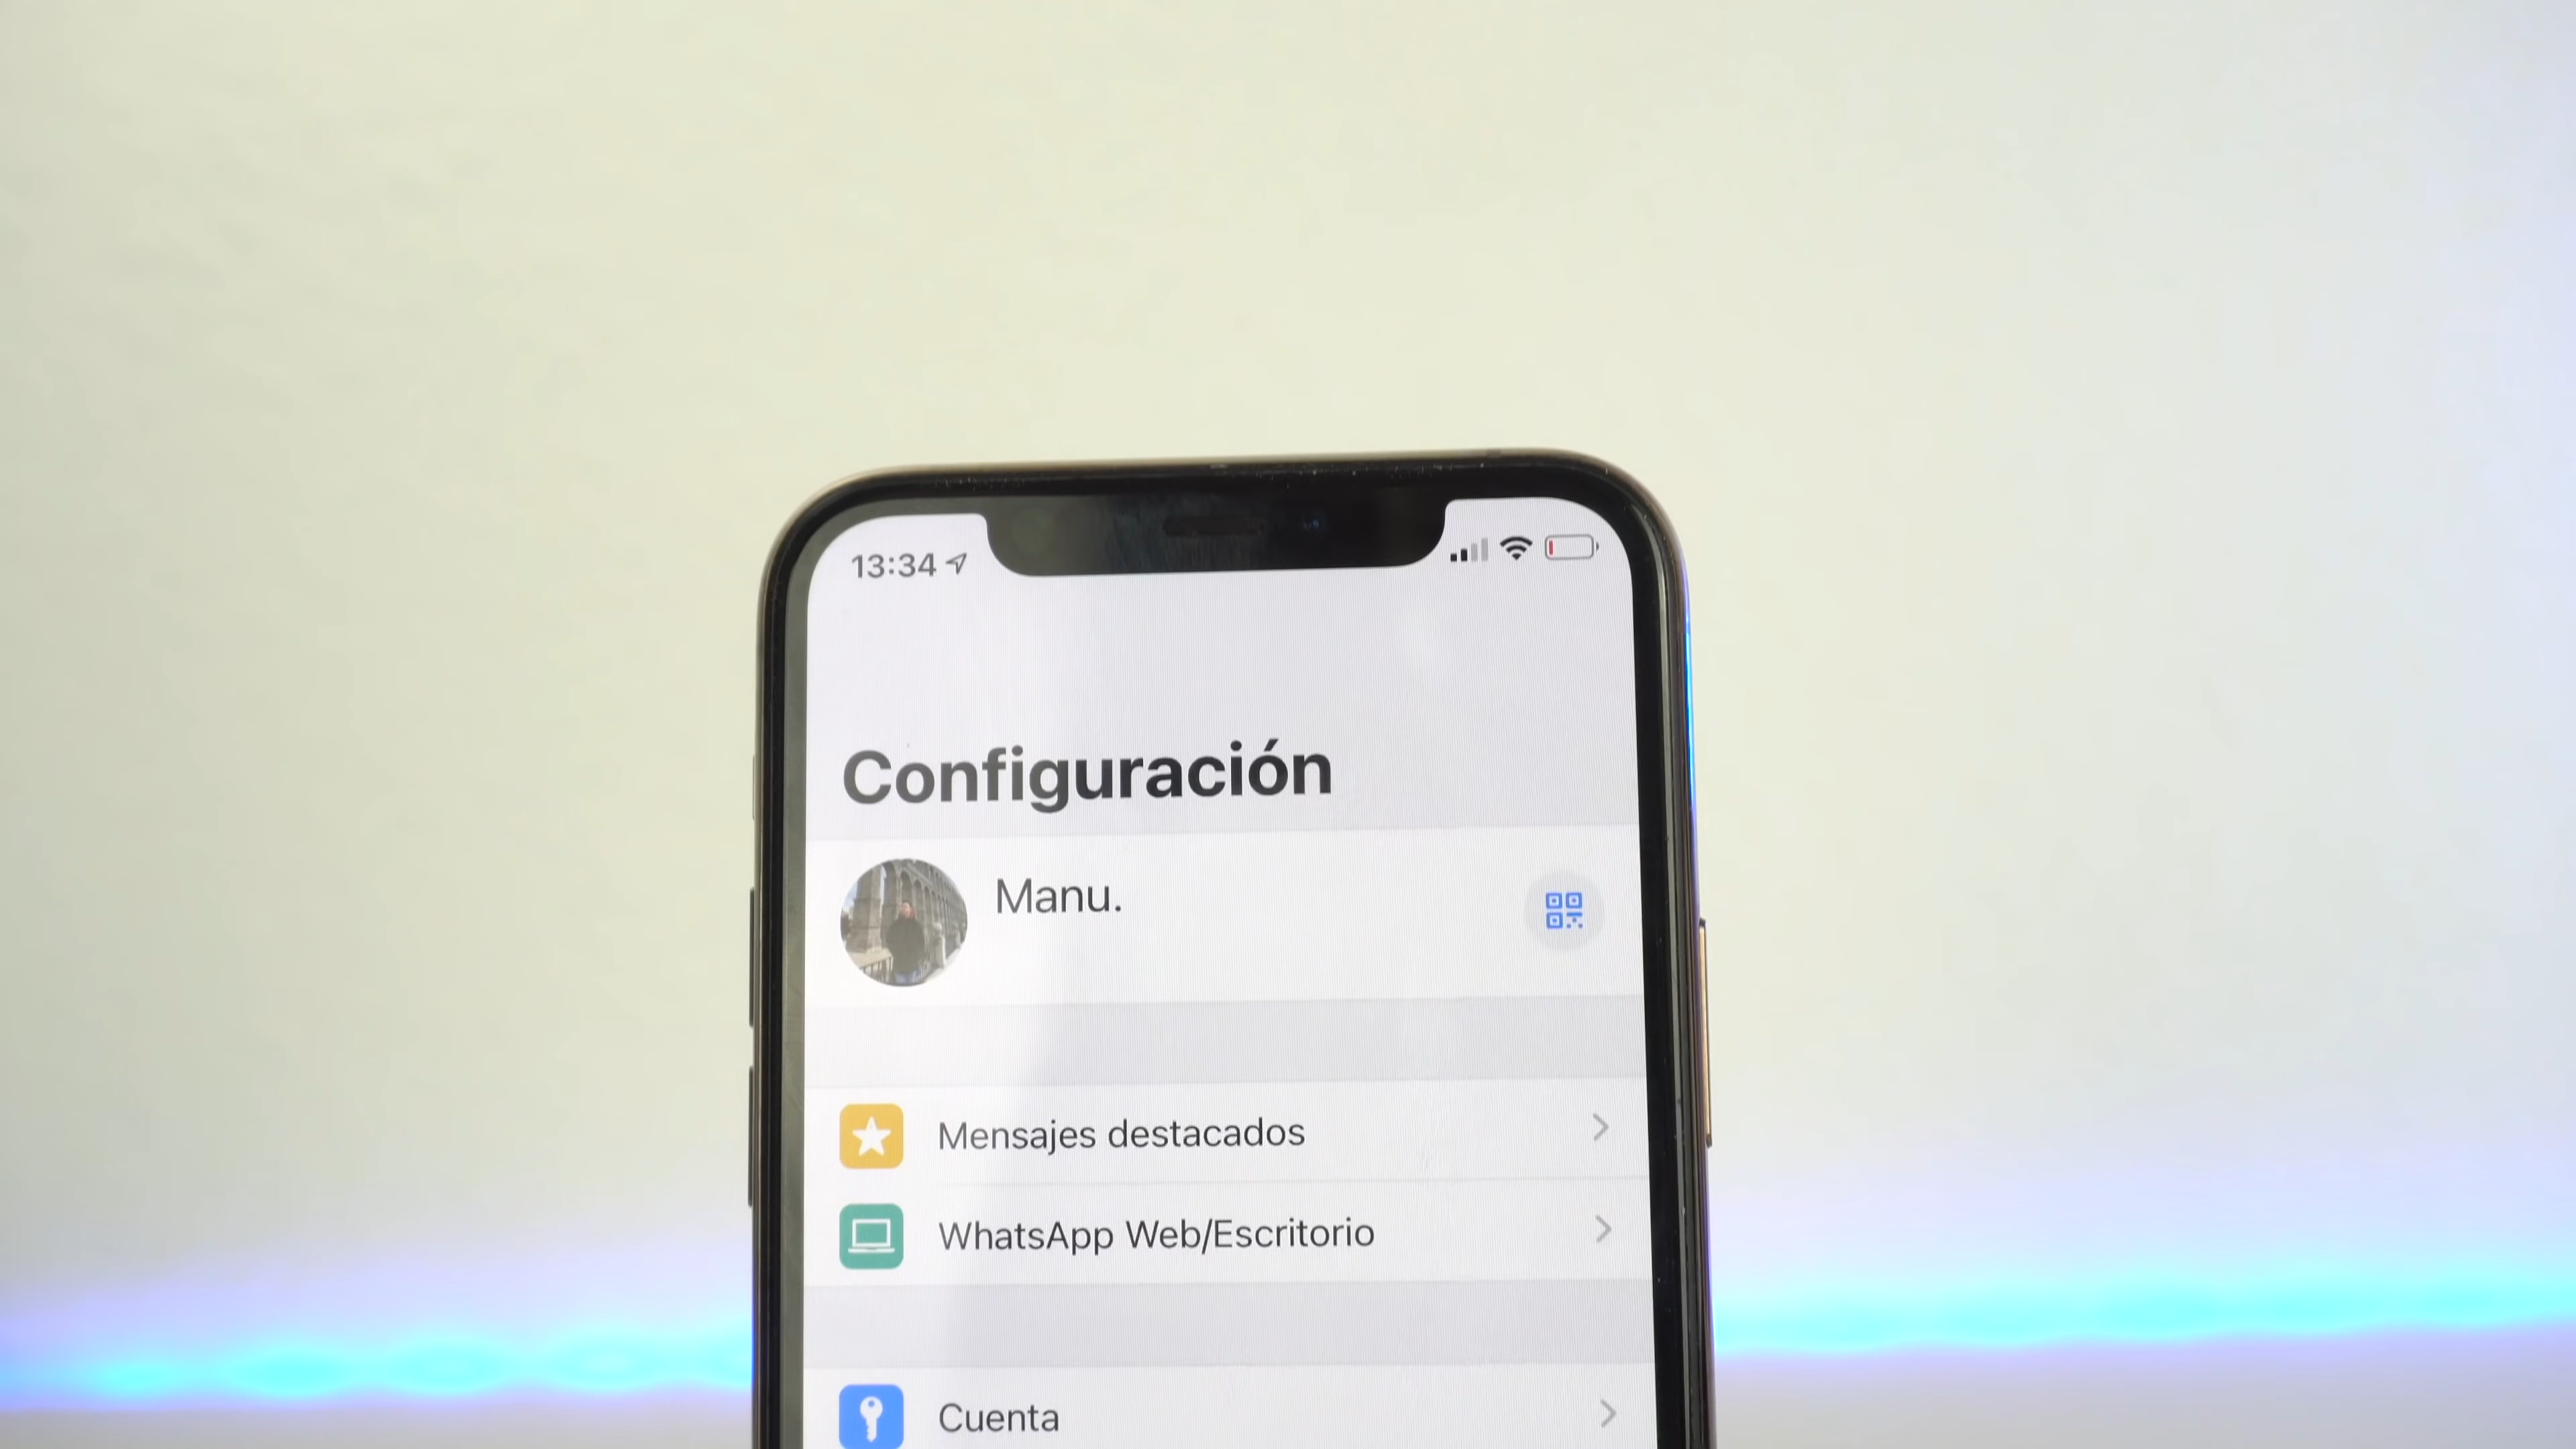 13:34
Configuración
Manu.
Mensajes destacados
WhatsApp Web/Escritorio
Cuenta